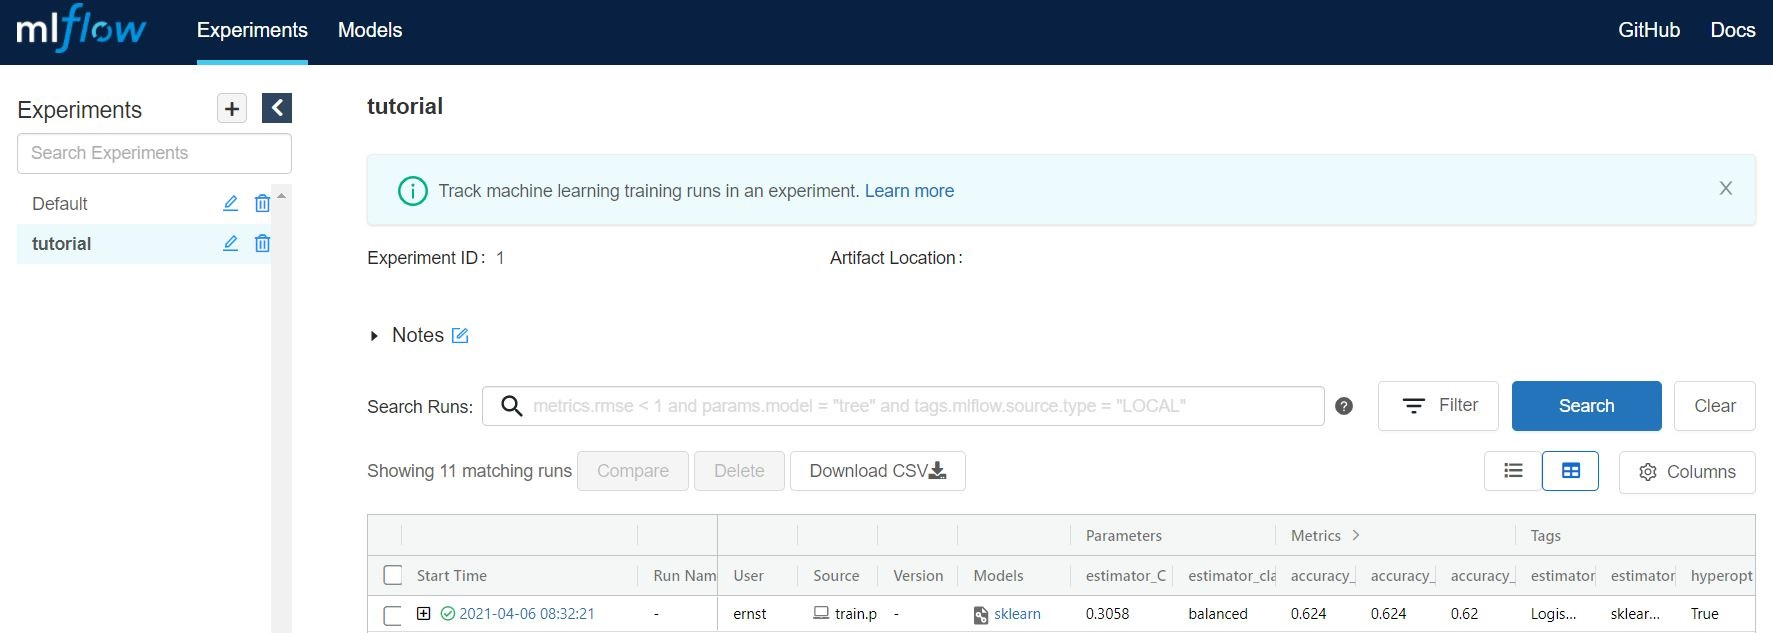 mlflow Experiments Models GitHub Docs
Experiments
Search Experiments
Default
tutorial
tutorial
Track machine learning training runs in an experiment. Learn more
Experiment ID: 1 Artifact Location:
Notes
Search Runs: metrics.rmse < 1 and params.model = "tree" and tags.mlflow.source.type = "LOCAL" Filter Search Clear
Showing 11 matching runs Compare Delete Download CSV Columns
Parameters Metrics > Tags
Start Time Run Nam User Source Version Models estimator_C estimator_cla accuracy_ accuracy_ accuracy_ estimator estimator hyperopt
2021-04-06 08:32:21 - ernst train.p - sklearn 0.3058 balanced 0.624 0.624 0.62 Logis... sklear... True